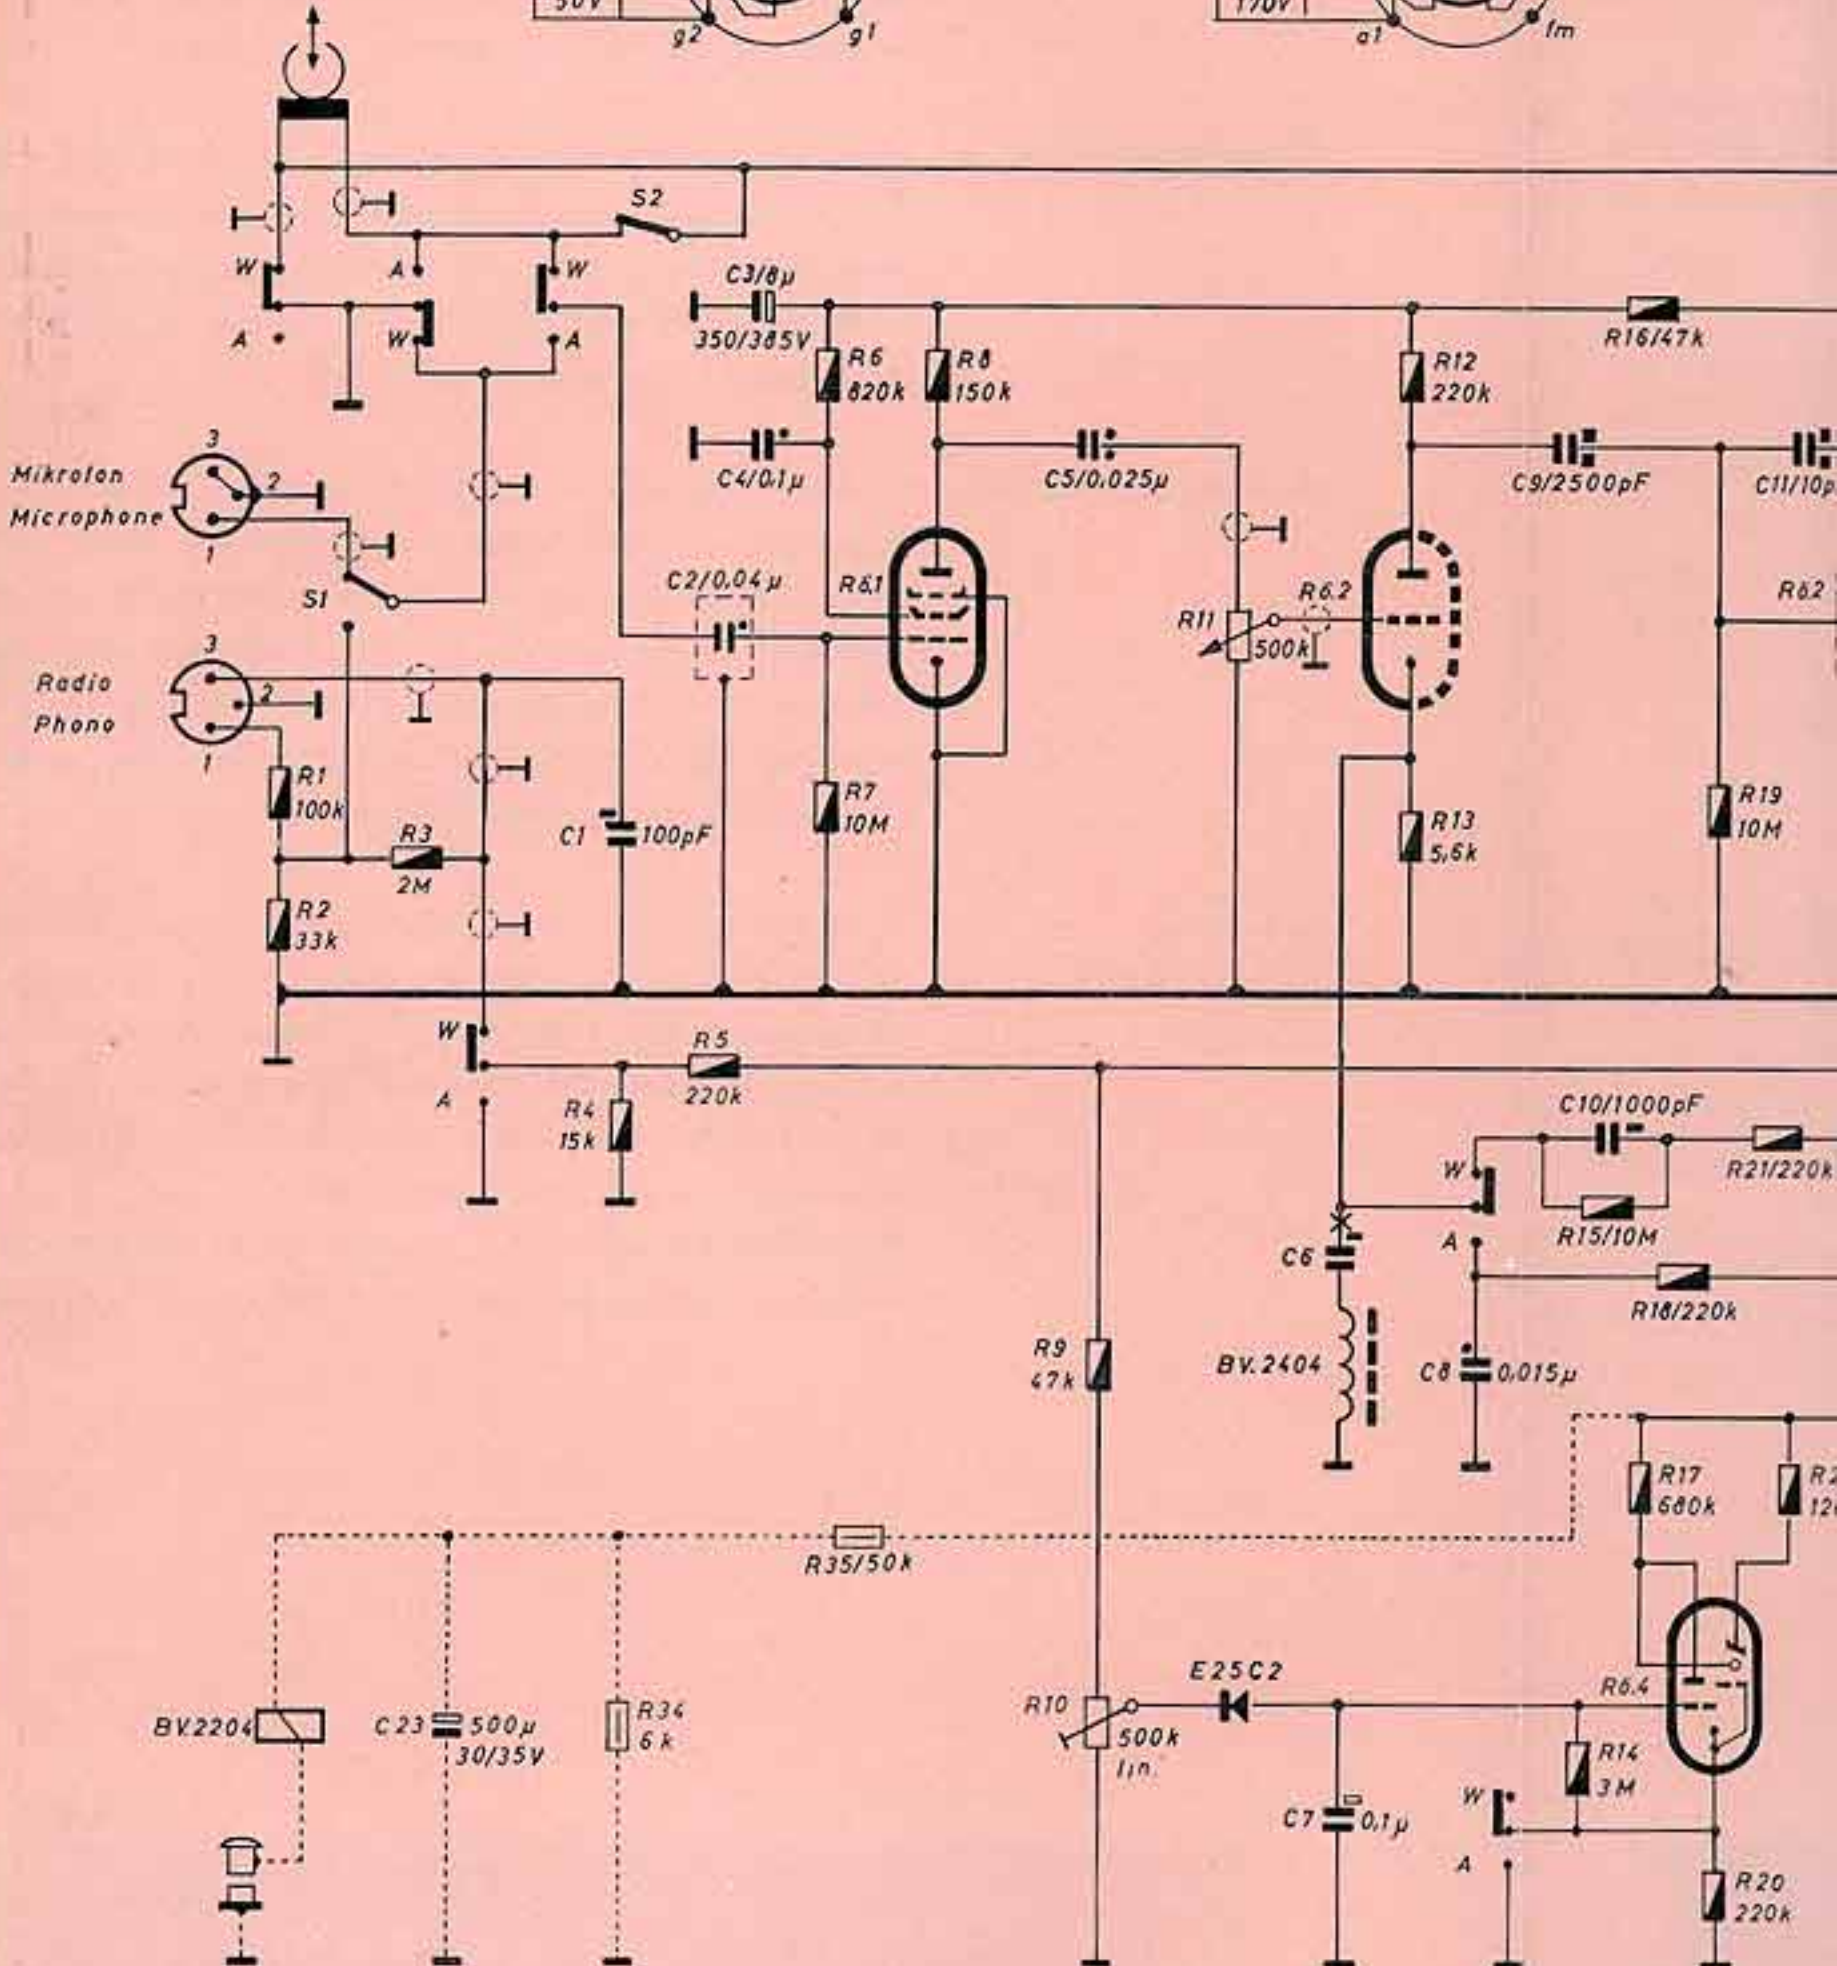 50V
g2
g1
170V
a1
fm
S2
W
A
W
A
W
A
C3/8µ
350/385V
R6
820k
R8
150k
R12
220k
R16/47k
3
Mikrofon
Microphone
2
1
C4/0,1µ
C5/0,025µ
C9/2500pF
C11/10p
S1
C2/0,04µ
Rö.1
R11
500k
Rö.2
Rö.2
3
Radio
Phono
2
1
R1
100k
R3
2M
C1
100pF
R7
10M
R13
5,6k
R19
10M
R2
33k
W
A
R5
220k
R4
15k
C10/1000pF
W
R21/220k
R15/10M
A
C6
R18/220k
R9
47k
BV.2404
C8
0,015µ
R17
680k
R35/50k
E25C2
Rö.4
BV.2204
C23
500µ
30/35V
R34
6k
R10
500k
lin.
R14
3M
C7
0,1µ
W
A
R20
220k